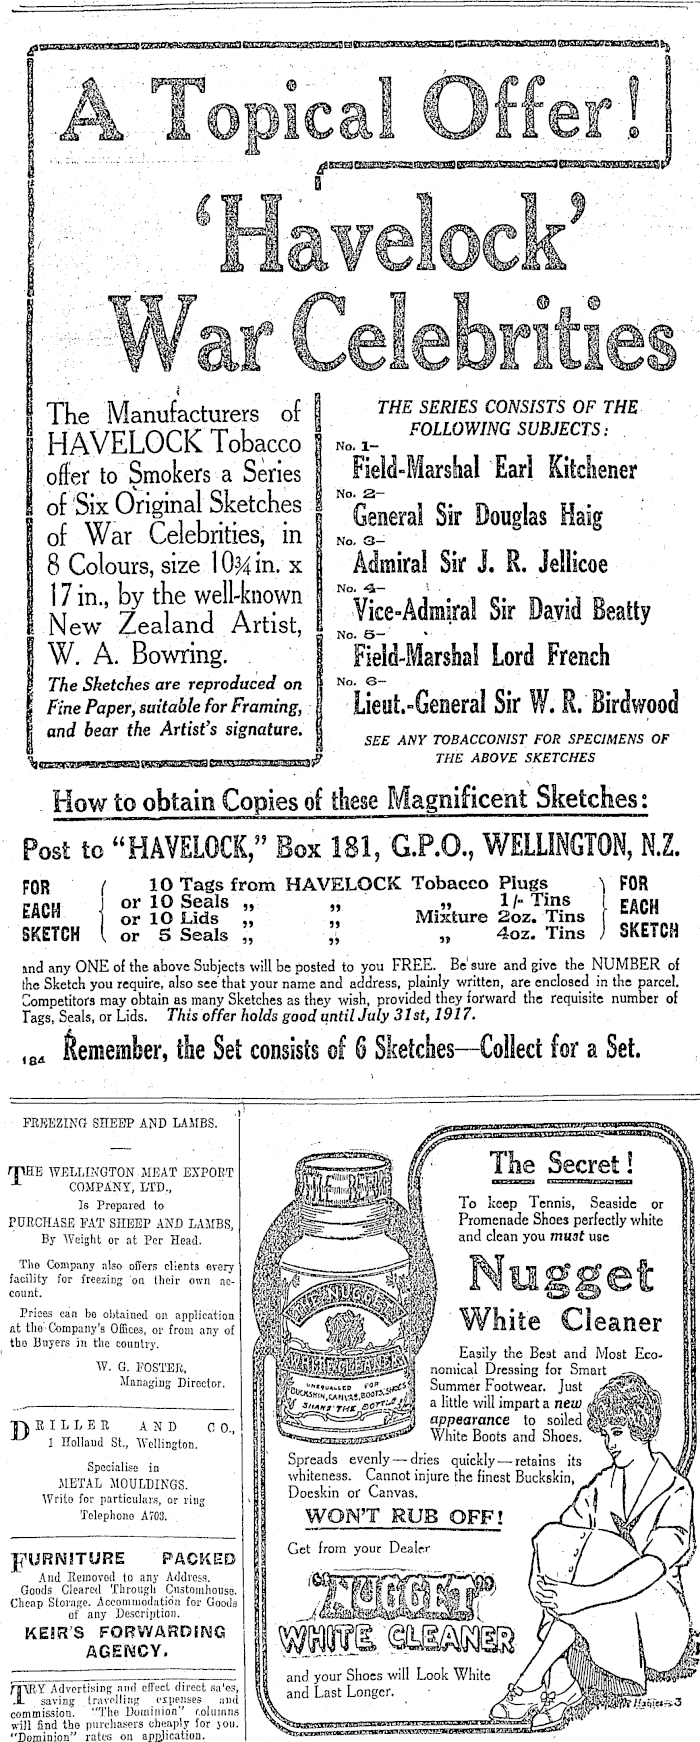 A Topical Offer!
'Havelock'
War Celebrities
The Manufacturers of
HAVELOCK Tobacco
offer to Smokers a Series
of Six Original Sketches
of War Celebrities, in
8 Colours, size 10¾ in. x
17 in., by the well-known
New Zealand Artist,
W. A. Bowring.
The Sketches are reproduced on
Fine Paper, suitable for Framing,
and bear the Artist's signature.
THE SERIES CONSISTS OF THE
FOLLOWING SUBJECTS:
No. 1—
Field-Marshal Earl Kitchener
No. 2—
General Sir Douglas Haig
No. 3—
Admiral Sir J. R. Jellicoe
No. 4—
Vice-Admiral Sir David Beatty
No. 5—
Field-Marshal Lord French
No. 6—
Lieut.-General Sir W. R. Birdwood
SEE ANY TOBACCONIST FOR SPECIMENS OF
THE ABOVE SKETCHES
How to obtain Copies of these Magnificent Sketches:
Post to "HAVELOCK," Box 181, G.P.O., WELLINGTON, N.Z.
FOR EACH SKETCH
10 Tags from HAVELOCK Tobacco Plugs
or 10 Seals „ „ „ 1/- Tins
or 10 Lids „ „ Mixture 2oz. Tins
or 5 Seals „ „ „ 4oz. Tins
FOR EACH SKETCH
and any ONE of the above Subjects will be posted to you FREE. Be sure and give the NUMBER of
the Sketch you require, also see that your name and address, plainly written, are enclosed in the parcel.
Competitors may obtain as many Sketches as they wish, provided they forward the requisite number of
Tags, Seals, or Lids. This offer holds good until July 31st, 1917.
184 Remember, the Set consists of 6 Sketches—Collect for a Set.
FREEZING SHEEP AND LAMBS.
THE WELLINGTON MEAT EXPORT
COMPANY, LTD.,
Is Prepared to
PURCHASE FAT SHEEP AND LAMBS,
By Weight or at Per Head.
The Company also offers clients every
facility for freezing on their own ac-
count.
Prices can be obtained on application
at the Company's Offices, or from any of
the Buyers in the country.
W. G. FOSTER,
Managing Director.
DRILLER AND CO.,
1 Holland St., Wellington.
Specialise in
METAL MOULDINGS.
Write for particulars, or ring
Telephone A703.
FURNITURE PACKED
And Removed to any Address.
Goods Cleared Through Customhouse.
Cheap Storage. Accommodation for Goods
of any Description.
KEIR'S FORWARDING
AGENCY.
TRY Advertising and effect direct sales,
saving travelling expenses and
commission. "The Dominion" columns
will find the purchasers cheaply for you.
"Dominion" rates on application.
THE NUGGET
WHITE CLEANER
UNEQUALLED FOR
BUCKSKIN, CANVAS, BOOTS, SHOES
SHAKE THE BOTTLE
The Secret!
To keep Tennis, Seaside or
Promenade Shoes perfectly white
and clean you must use
Nugget
White Cleaner
Easily the Best and Most Eco-
nomical Dressing for Smart
Summer Footwear. Just
a little will impart a new
appearance to soiled
White Boots and Shoes.
Spreads evenly—dries quickly—retains its
whiteness. Cannot injure the finest Buckskin,
Doeskin or Canvas.
WON'T RUB OFF!
Get from your Dealer
"NUGGET"
WHITE CLEANER
and your Shoes will Look White
and Last Longer.